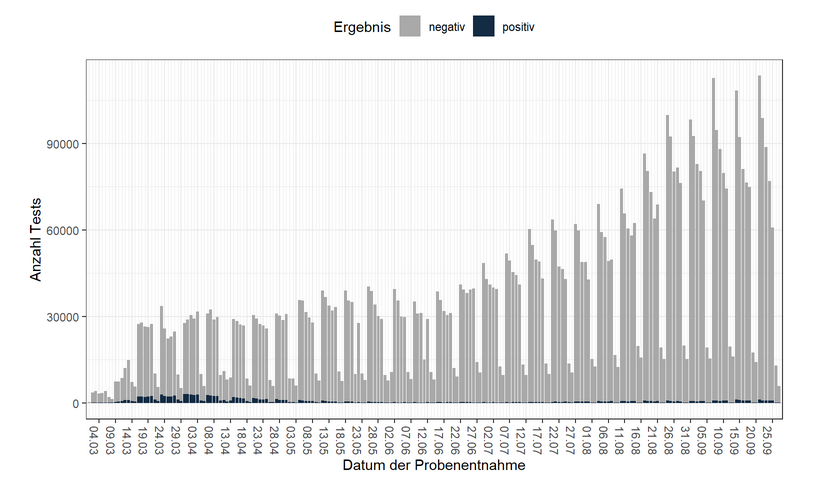 Ergebnis negativ positiv
Anzahl Tests
90000
60000
30000
0
04.03 09.03 14.03 19.03 24.03 29.03 03.04 08.04 13.04 18.04 23.04 28.04 03.05 08.05 13.05 18.05 23.05 28.05 02.06 07.06 12.06 17.06 22.06 27.06 02.07 07.07 12.07 17.07 22.07 27.07 01.08 06.08 11.08 16.08 21.08 26.08 31.08 05.09 10.09 15.09 20.09 25.09
Datum der Probenentnahme